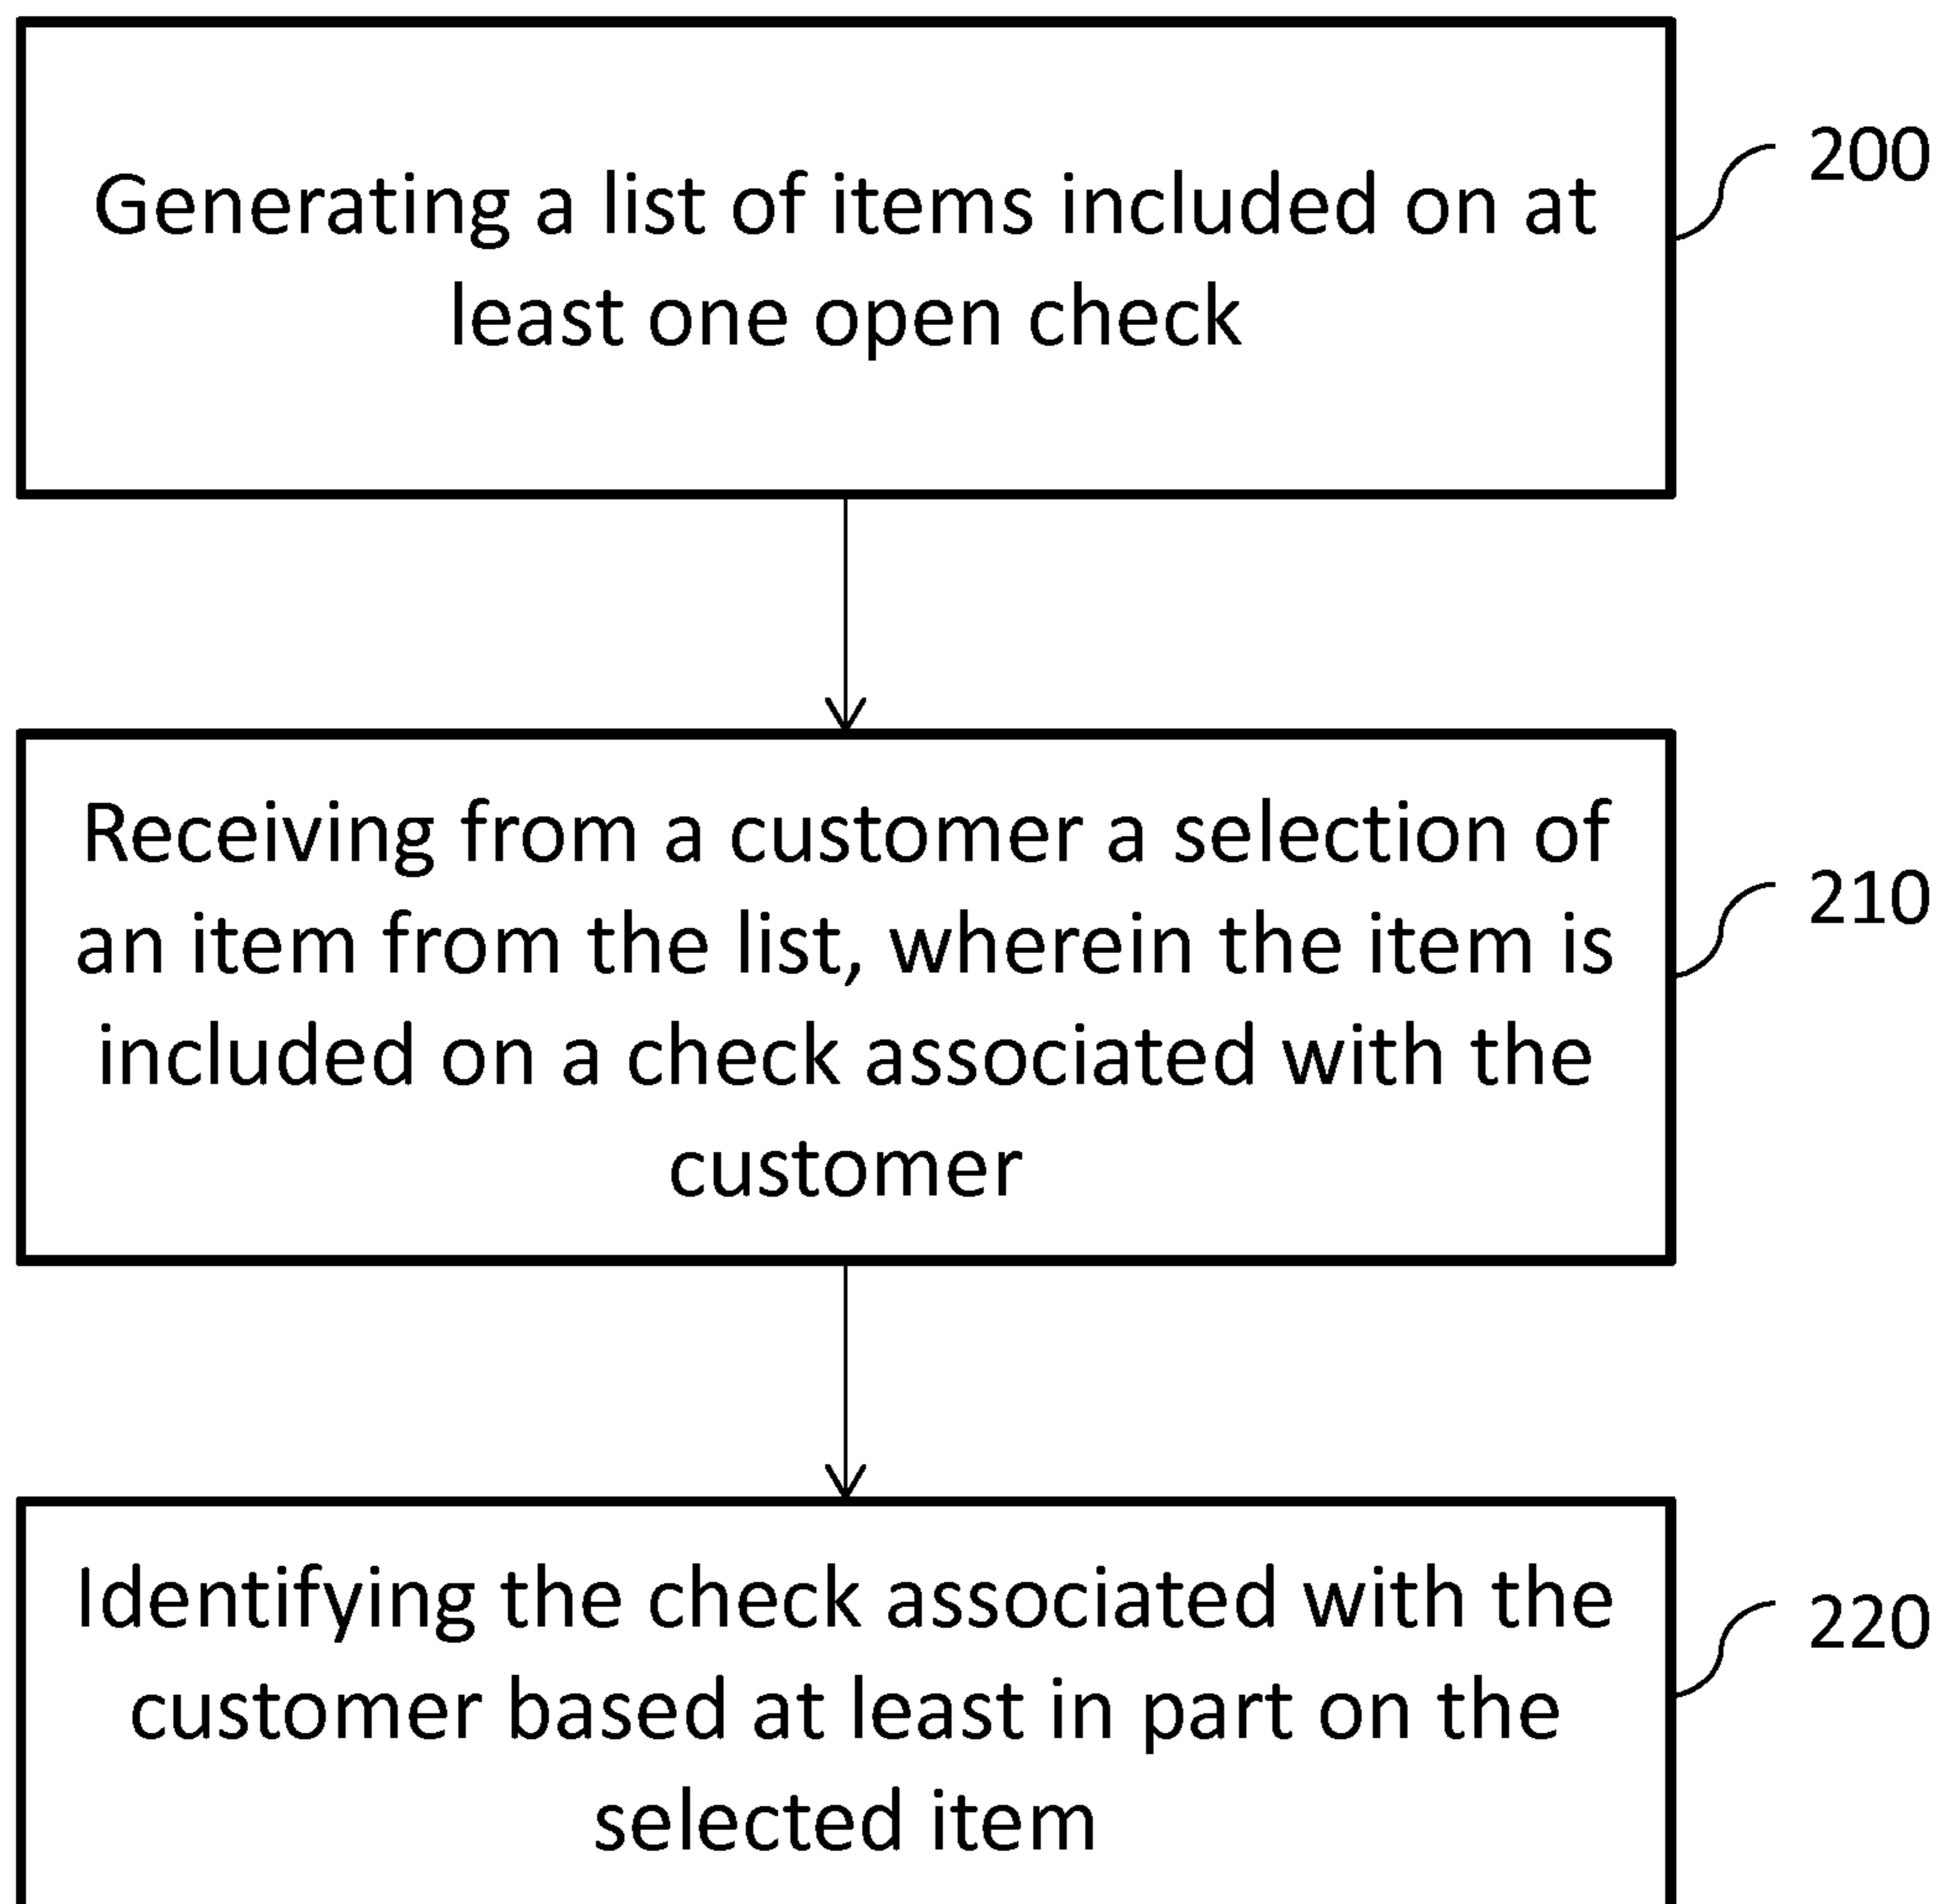 Generating a list of items included on at
least one open check
200
Receiving from a customer a selection of
an item from the list, wherein the item is
included on a check associated with the
customer
210
Identifying the check associated with the
customer based at least in part on the
selected item
220